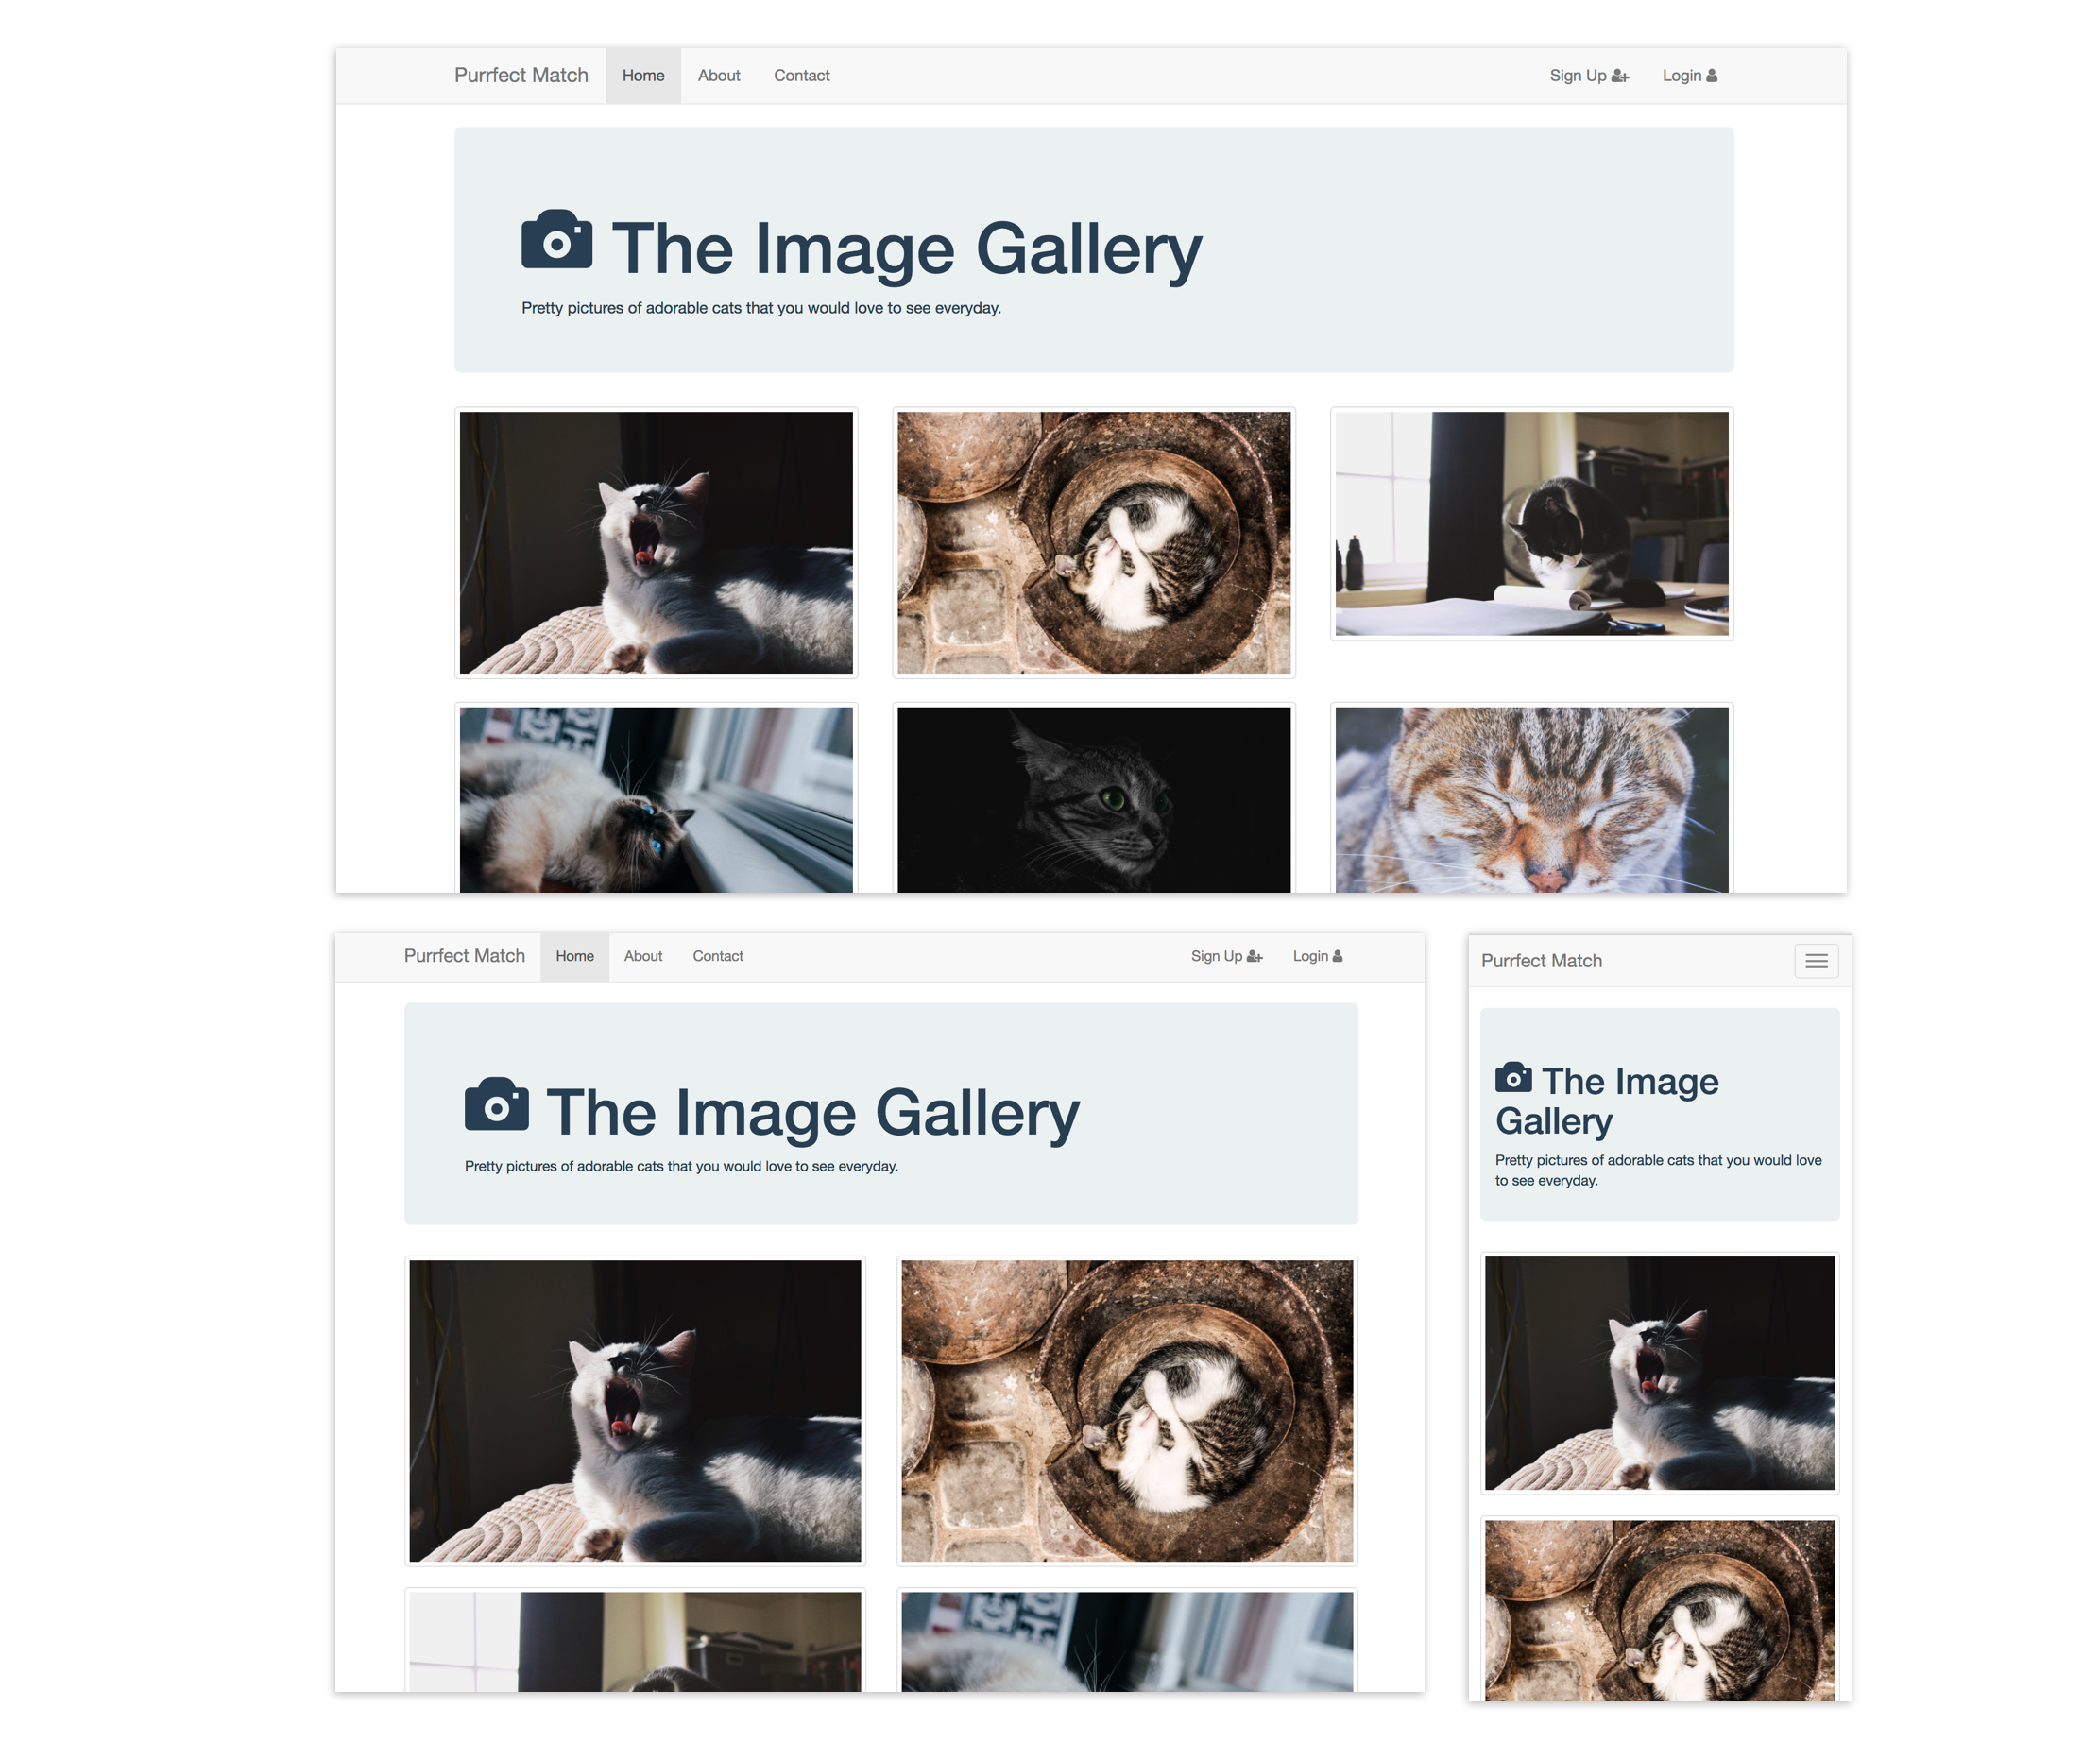 Purrfect Match Home About Contact Sign Up Login
The Image Gallery
Pretty pictures of adorable cats that you would love to see everyday.
Purrfect Match Home About Contact Sign Up Login
The Image Gallery
Pretty pictures of adorable cats that you would love to see everyday.
Purrfect Match
The Image
Gallery
Pretty pictures of adorable cats that you would love
to see everyday.